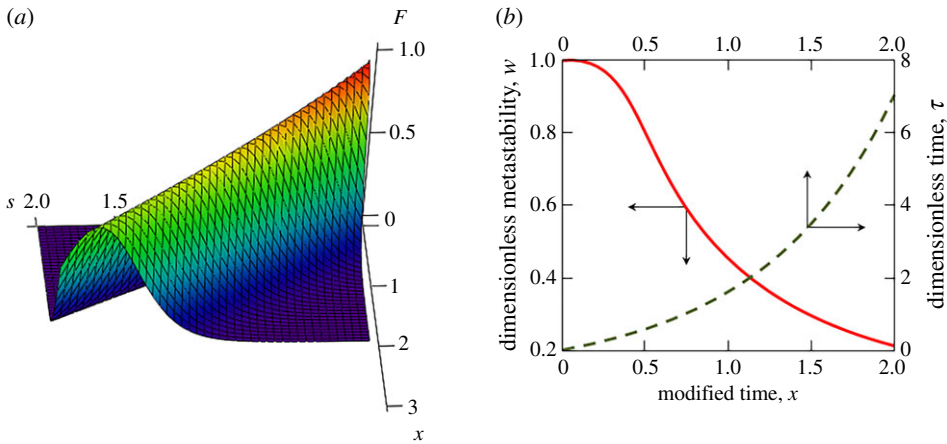 (a)
F
1.0
0.5
0
1
2
3
x
s 2.0 1.5
(b)
0 0.5 1.0 1.5 2.0
dimensionless metastability, w
1.0
0.8
0.6
0.4
0.2
8
6
4
2
0
dimensionless time, τ
0 0.5 1.0 1.5 2.0
modified time, x